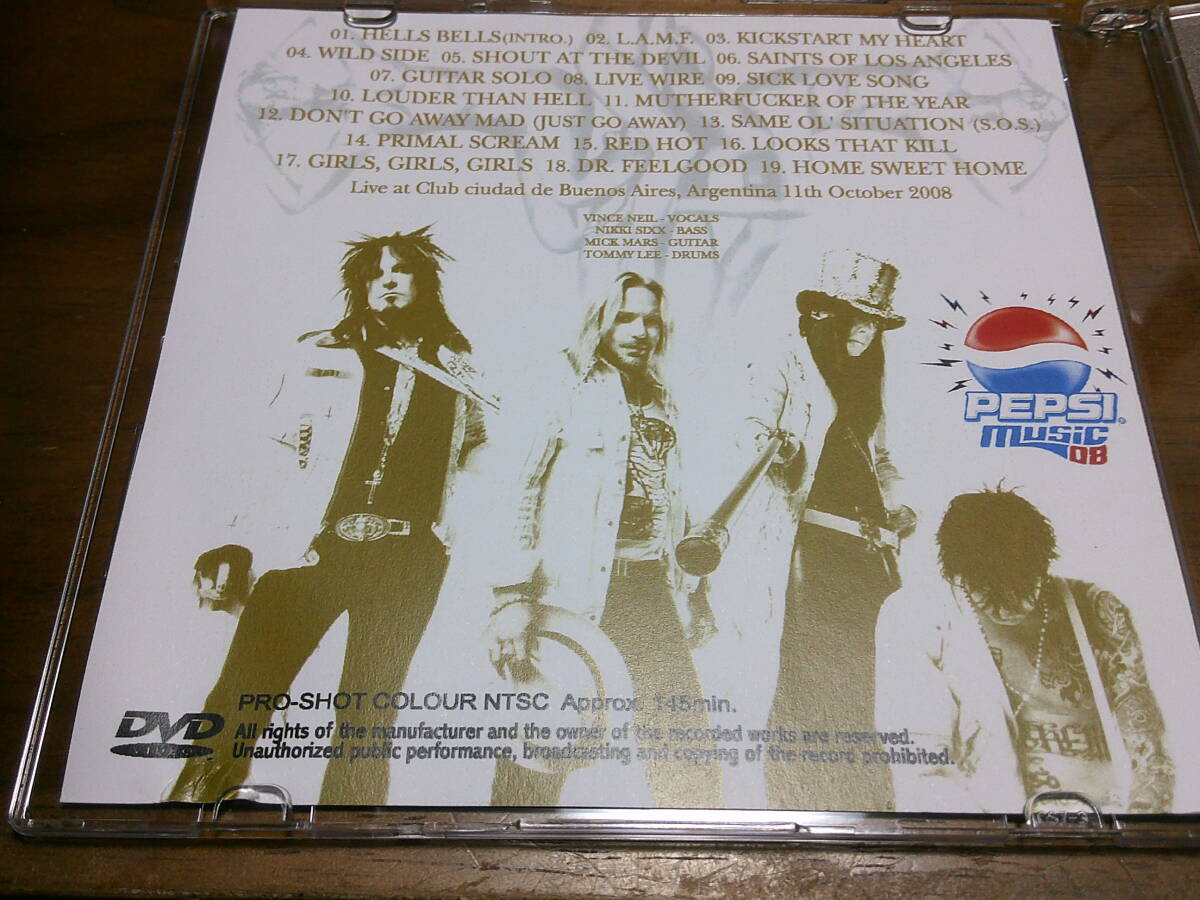 01. HELLS BELLS(INTRO.) 02. L.A.M.F. 03. KICKSTART MY HEART
04. WILD SIDE 05. SHOUT AT THE DEVIL 06. SAINTS OF LOS ANGELES
07. GUITAR SOLO 08. LIVE WIRE 09. SICK LOVE SONG
10. LOUDER THAN HELL 11. MUTHERFUCKER OF THE YEAR
12. DON'T GO AWAY MAD (JUST GO AWAY) 13. SAME OL' SITUATION (S.O.S.)
14. PRIMAL SCREAM 15. RED HOT 16. LOOKS THAT KILL
17. GIRLS, GIRLS, GIRLS 18. DR. FEELGOOD 19. HOME SWEET HOME
Live at Club ciudad de Buenos Aires, Argentina 11th October 2008
VINCE NEIL - VOCALS
NIKKI SIXX - BASS
MICK MARS - GUITAR
TOMMY LEE - DRUMS
PEPSI®
MUSIC
08
PRO-SHOT COLOUR NTSC Approx. 145min.
DVD
All rights of the manufacturer and the owner of the recorded works are reserved.
Unauthorized public performance, broadcasting and copying of the record prohibited.